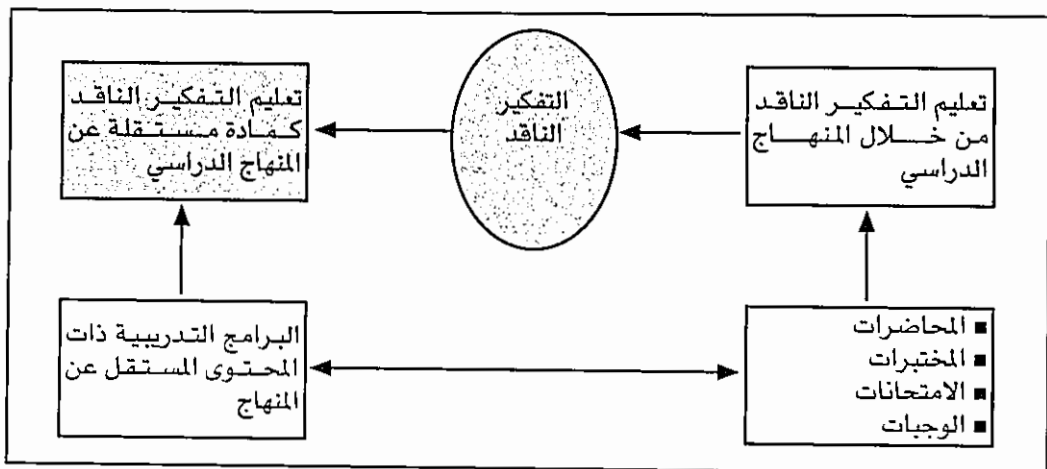 تعليم التفكير الناقد
من خلال المنهاج
الدراسي
التفكير
الناقد
تعليم التفكير الناقد
كمادة مستقلة عن
المنهاج الدراسي
■ المحاضرات
■ المختبرات
■ الامتحانات
■ الوجبات
البرامج التدريبية ذات
المحتوى المستقل عن
المنهاج